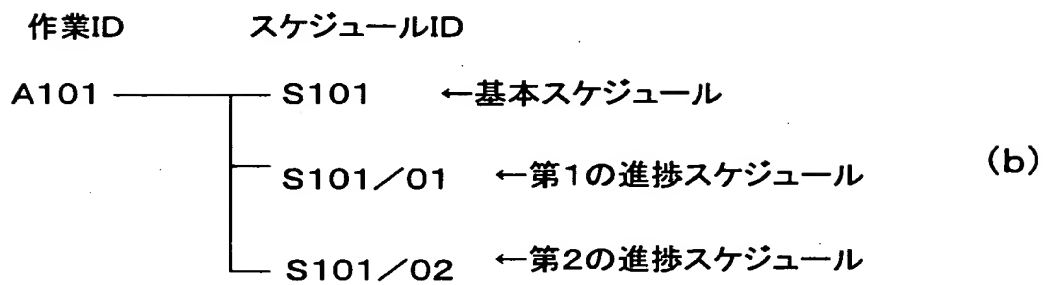 作業ID スケジュールID
A101 S101 ←基本スケジュール
S101／01 ←第1の進捗スケジュール (b)
S101／02 ←第2の進捗スケジュール